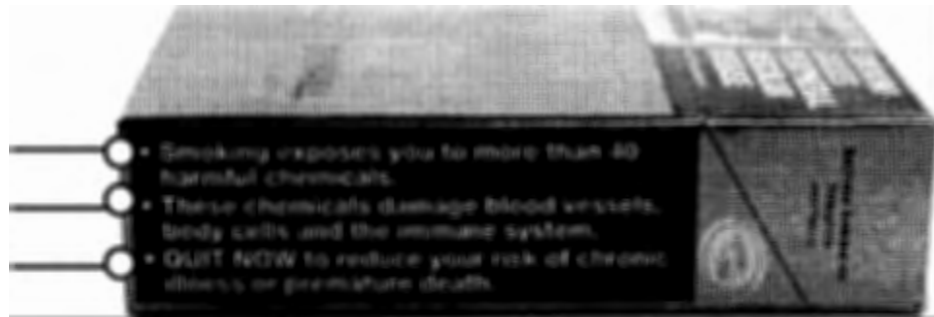 • Smoking exposes you to more than 40
harmful chemicals.
• These chemicals damage blood vessels,
body cells and the immune system.
• QUIT NOW to reduce your risk of chronic
illness or premature death.